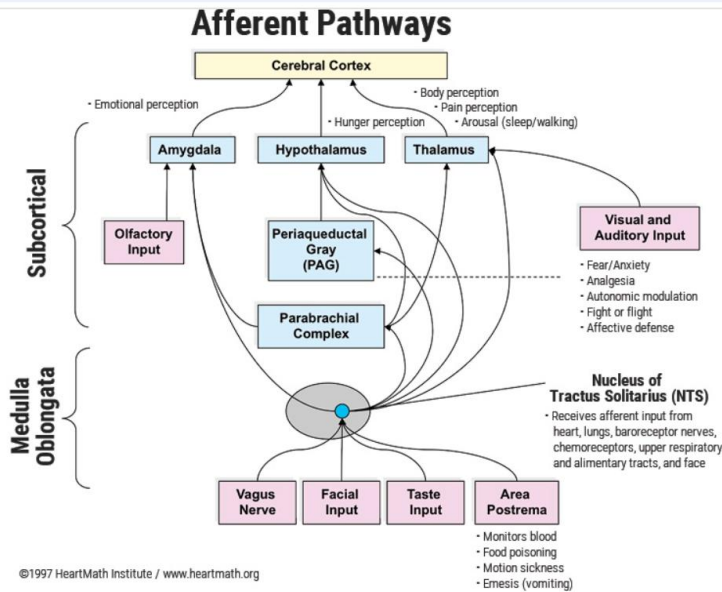 Afferent Pathways
Cerebral Cortex
· Emotional perception
· Hunger perception
· Body perception
· Pain perception
· Arousal (sleep/walking)
Subcortical
Amygdala
Hypothalamus
Thalamus
Olfactory
Input
Periaqueductal
Gray
(PAG)
Visual and
Auditory Input
· Fear/Anxiety
· Analgesia
· Autonomic modulation
· Fight or flight
· Affective defense
Parabrachial
Complex
Medulla
Oblongata
Nucleus of
Tractus Solitarius (NTS)
· Receives afferent input from
heart, lungs, baroreceptor nerves,
chemoreceptors, upper respiratory
and alimentary tracts, and face
Vagus
Nerve
Facial
Input
Taste
Input
Area
Postrema
· Monitors blood
· Food poisoning
· Motion sickness
· Emesis (vomiting)
©1997 HeartMath Institute / www.heartmath.org